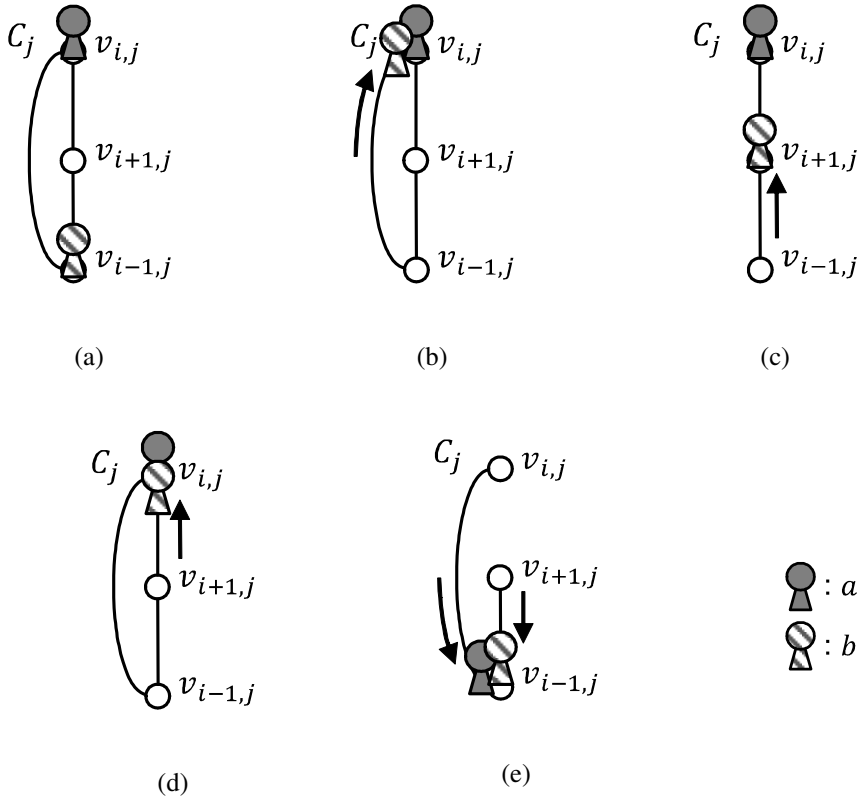 C_j v_{i,j}
v_{i+1,j}
v_{i−1,j}
(a)
C_j v_{i,j}
v_{i+1,j}
v_{i−1,j}
(b)
C_j v_{i,j}
v_{i+1,j}
v_{i−1,j}
(c)
C_j v_{i,j}
v_{i+1,j}
v_{i−1,j}
(d)
C_j v_{i,j}
v_{i+1,j}
v_{i−1,j}
(e)
: a
: b